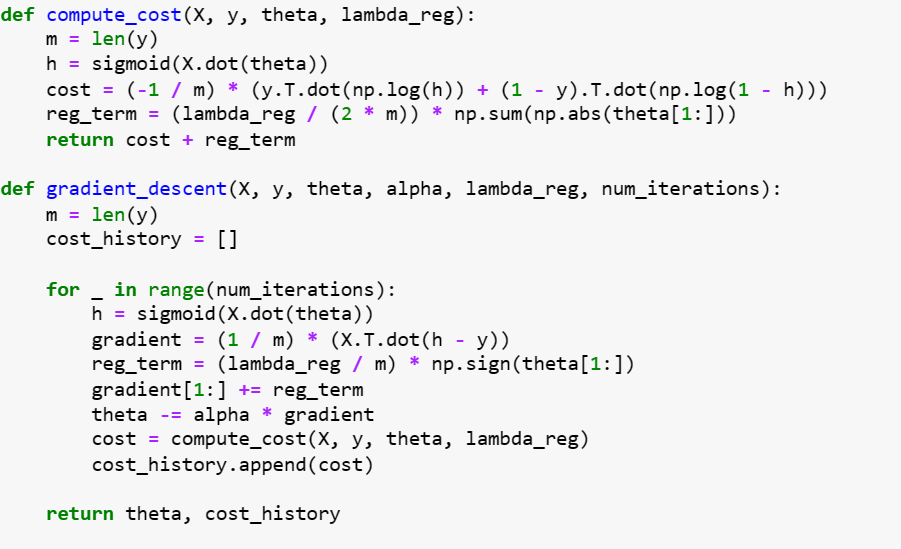 def compute_cost(X, y, theta, lambda_reg):
    m = len(y)
    h = sigmoid(X.dot(theta))
    cost = (-1 / m) * (y.T.dot(np.log(h)) + (1 - y).T.dot(np.log(1 - h)))
    reg_term = (lambda_reg / (2 * m)) * np.sum(np.abs(theta[1:]))
    return cost + reg_term

def gradient_descent(X, y, theta, alpha, lambda_reg, num_iterations):
    m = len(y)
    cost_history = []

    for _ in range(num_iterations):
        h = sigmoid(X.dot(theta))
        gradient = (1 / m) * (X.T.dot(h - y))
        reg_term = (lambda_reg / m) * np.sign(theta[1:])
        gradient[1:] += reg_term
        theta -= alpha * gradient
        cost = compute_cost(X, y, theta, lambda_reg)
        cost_history.append(cost)

    return theta, cost_history